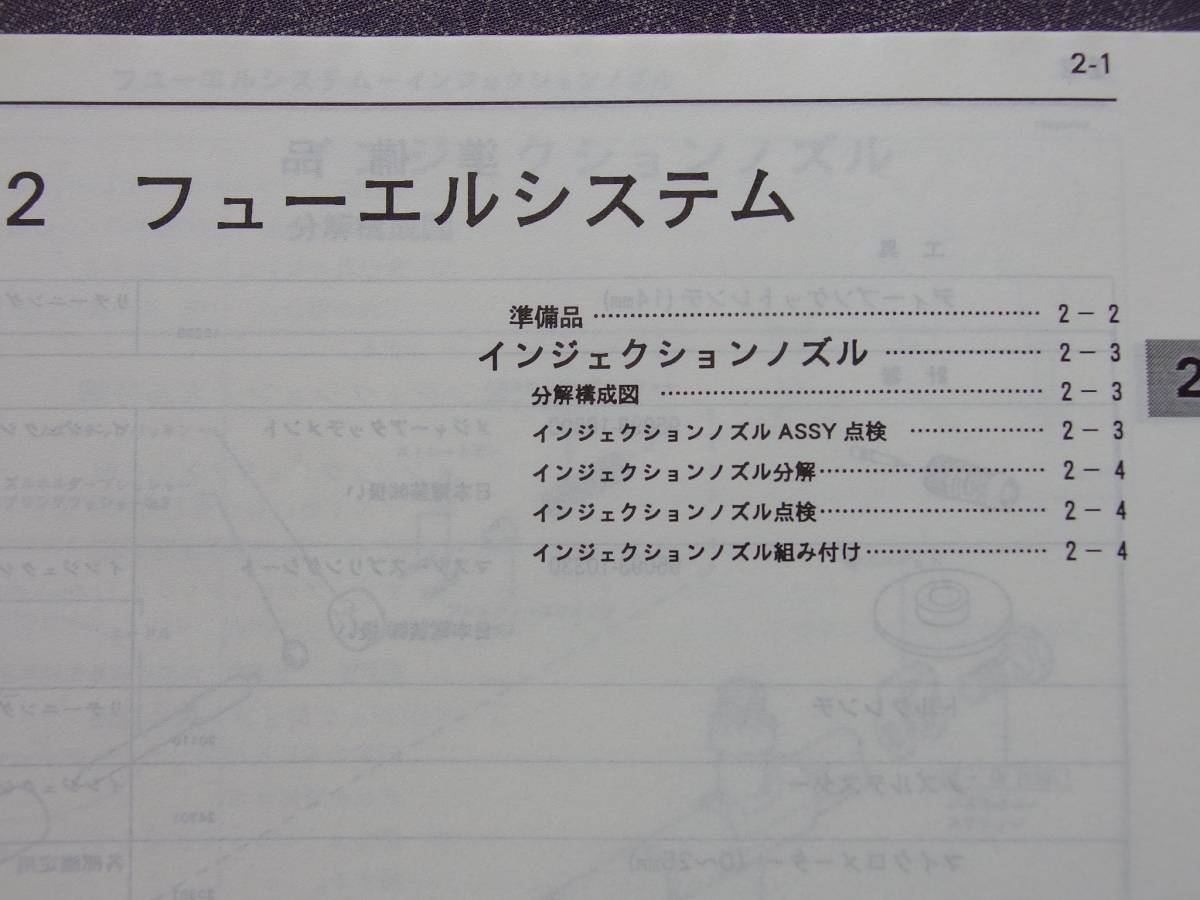 2-1
2 フューエルシステム
準備品 ………… 2－2
インジェクションノズル ………… 2－3
分解構成図 ………… 2－3
インジェクションノズル ASSY 点検 ………… 2－3
インジェクションノズル分解 ………… 2－4
インジェクションノズル点検 ………… 2－4
インジェクションノズル組み付け ………… 2－4
2